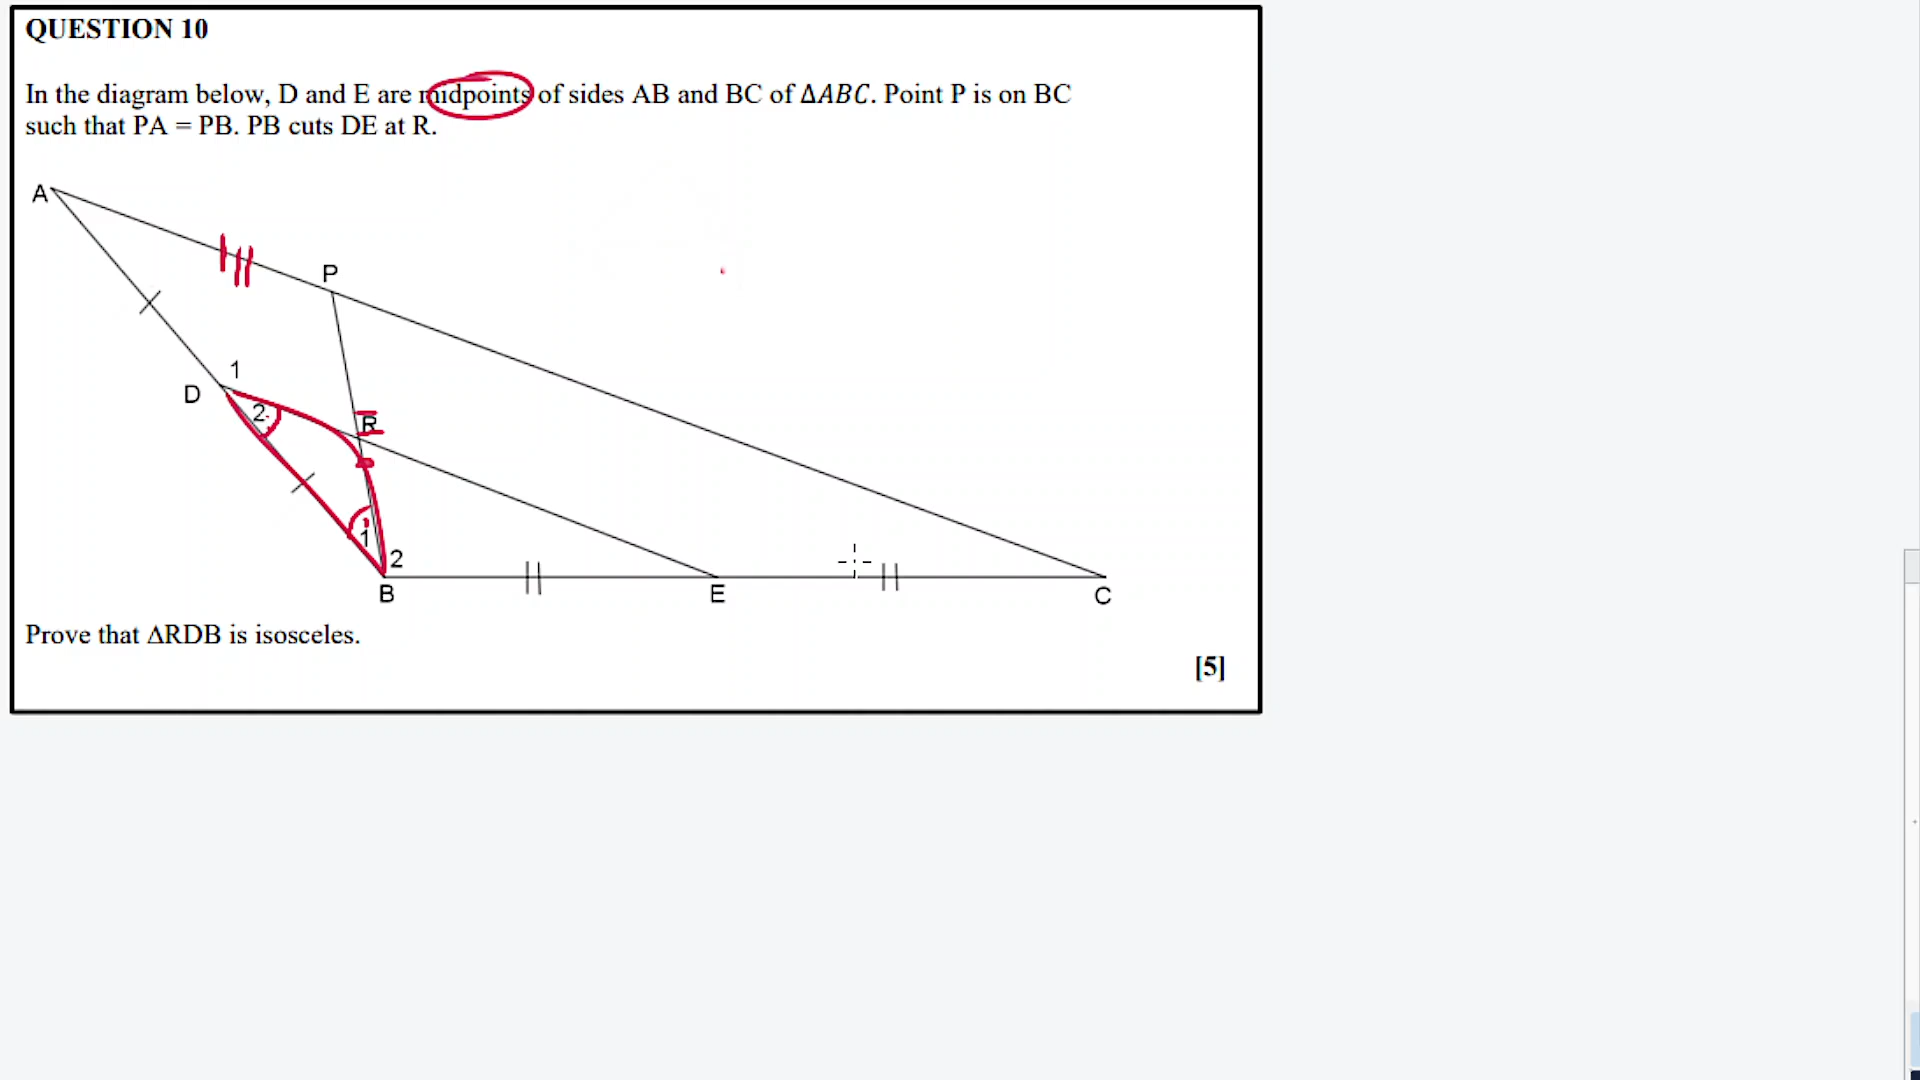 QUESTION 10
In the diagram below, D and E are midpoints of sides AB and BC of ΔABC. Point P is on BC
such that PA = PB. PB cuts DE at R.
A
P
1
D
2
R
1
2
B
E
C
Prove that ΔRDB is isosceles.
[5]